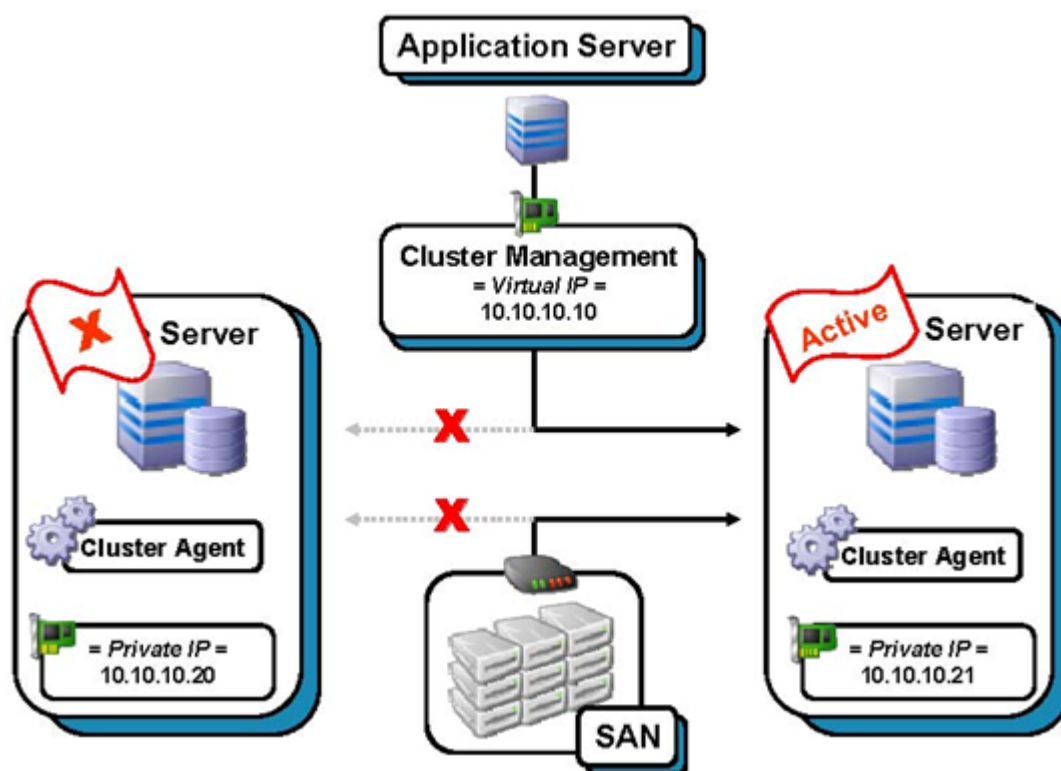 Application Server
Cluster Management
= Virtual IP =
10.10.10.10
X
Server
Active
Server
X
X
Cluster Agent
Cluster Agent
= Private IP =
10.10.10.20
= Private IP =
10.10.10.21
SAN